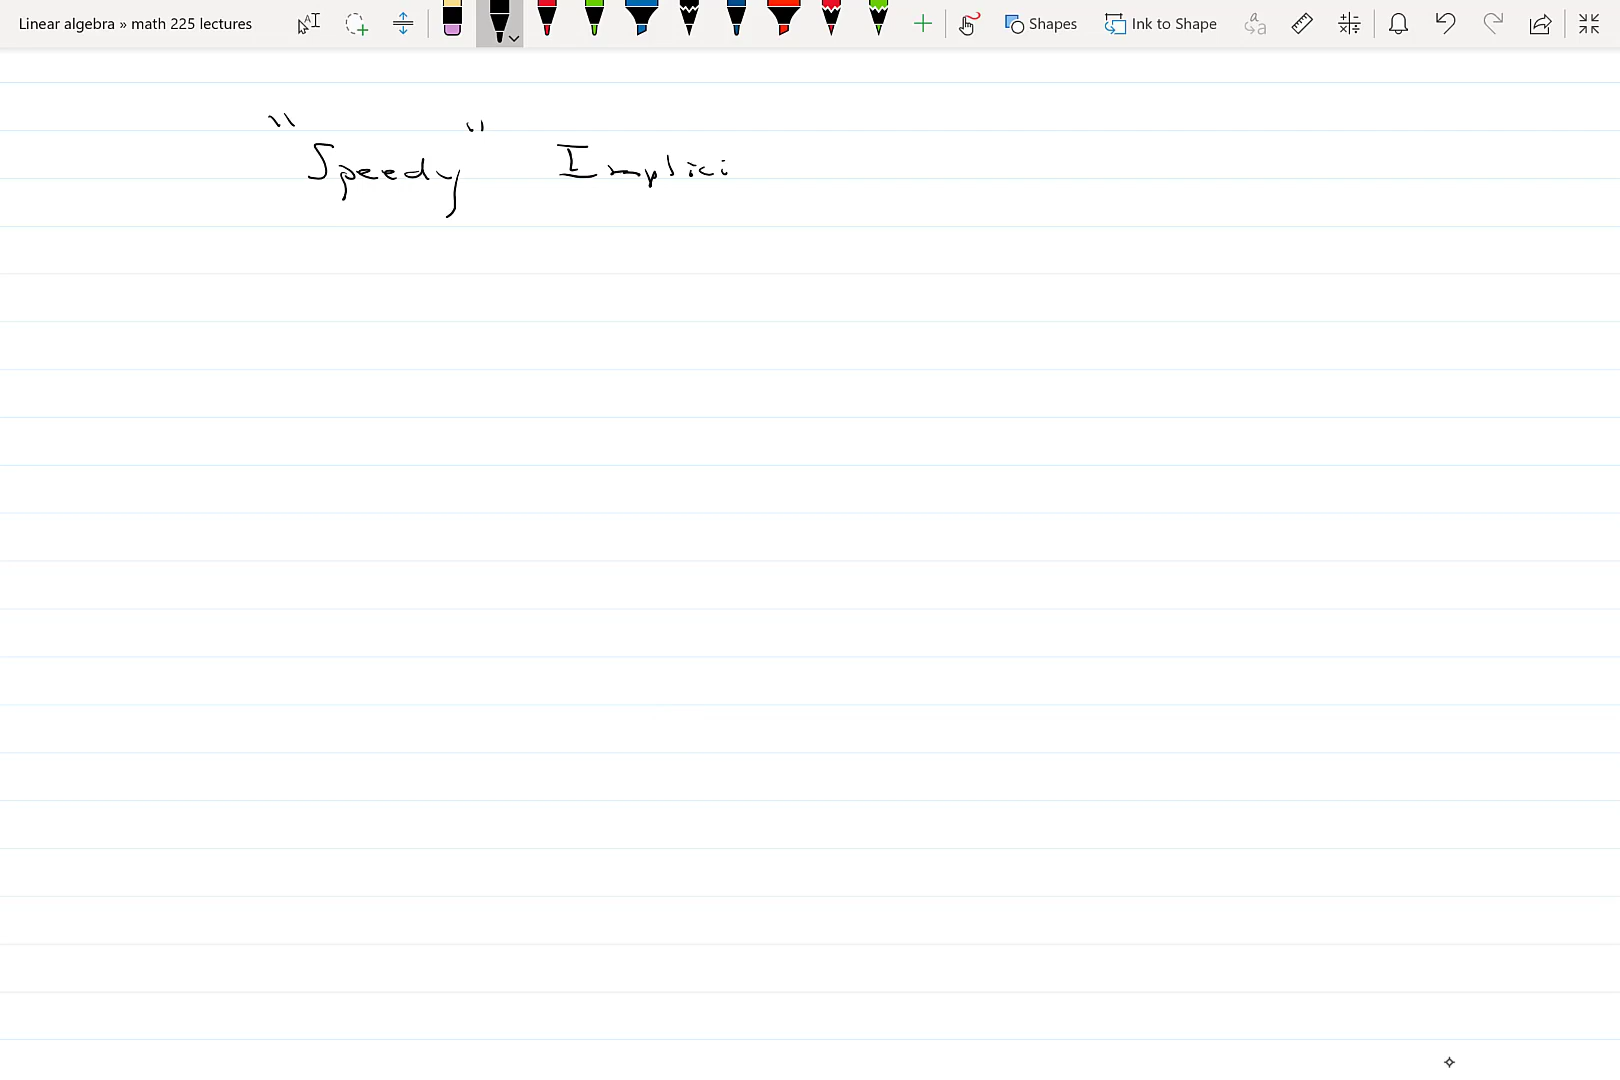 Linear algebra » math 225 lectures
Shapes
Ink to Shape
"Speedy" Implici